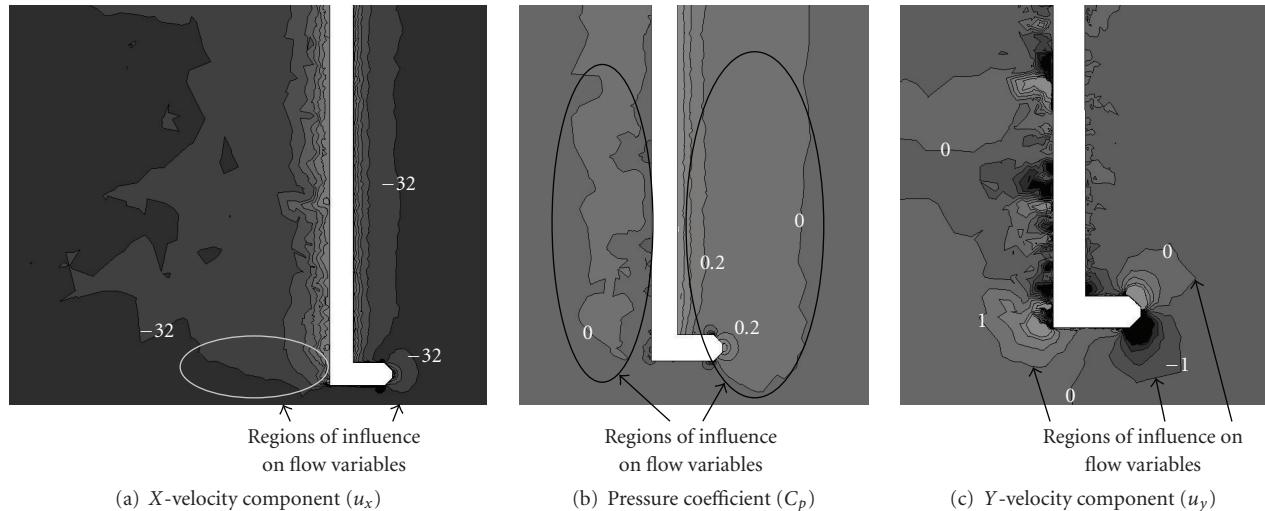 −32
−32
−32
Regions of influence
on flow variables
(a) X-velocity component (ux)
0
0.2
0
0.2
Regions of influence
on flow variables
(b) Pressure coefficient (Cp)
0
0
1
−1
0
Regions of influence on
flow variables
(c) Y-velocity component (uy)